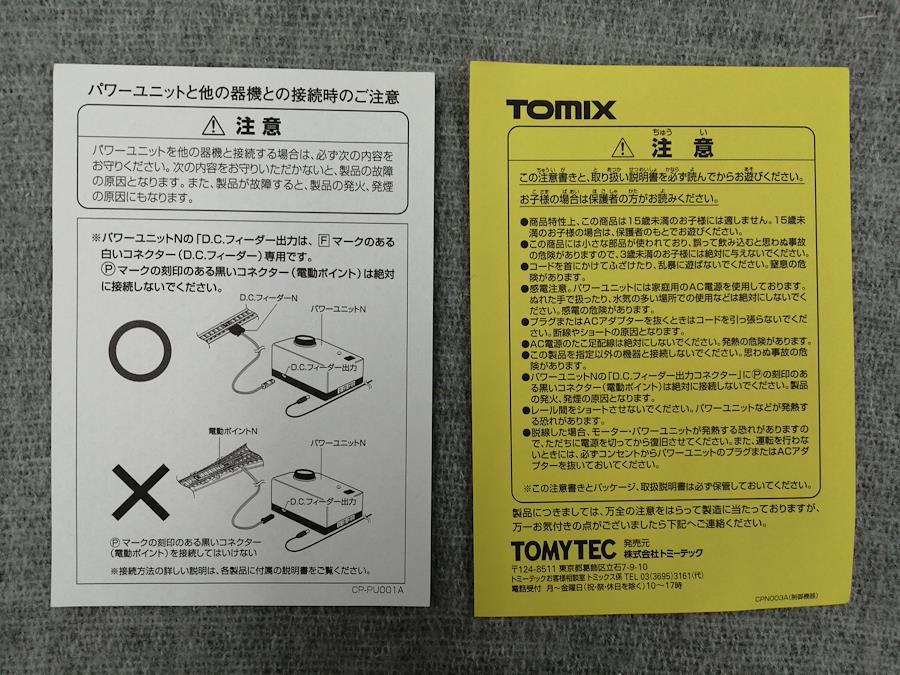 パワーユニットと他の器機との接続時のご注意
注意
パワーユニットを他の器機と接続する場合は、必ず次の内容を
お守りください。次の内容をお守りいただかないと、製品の故障
の原因となります。また、製品が故障すると、製品の発火、発煙
の原因にもなります。
※パワーユニットNの「D.C.フィーダー出力は、Fマークのある
白いコネクター(D.C.フィーダー)専用です。
Ⓟマークの刻印のある黒いコネクター(電動ポイント)は絶対
に接続しないでください。
D.C.フィーダーN
パワーユニットN
D.C.フィーダー出力
電動ポイントN
パワーユニットN
D.C.フィーダー出力
Ⓟマークの刻印のある黒いコネクター
(電動ポイント)を接続してはいけない
※接続方法の詳しい説明は、各製品に付属の説明書をご覧ください。
CP-PU001A
TOMIX
ちゅう い
注意
ちゅういが と あつか せつめいしょ かなら よ あそ
この注意書きと、取り扱い説明書を必ず読んでからお遊びください。
こさま ばあい ほごしゃ かた よ
お子様の場合は保護者の方がお読みください。
●商品特性上、この商品は15歳未満のお子様には適しません。15歳未
満のお子様の場合は、保護者のもとでお遊びください。
●この商品には小さな部品が使われており、誤って飲み込むと思わぬ事故
の危険がありますので、3歳未満のお子様には絶対に与えないでください。
●コードを首にかけてふざけたり、乱暴に遊ばないでください。窒息の危
険があります。
●感電注意。パワーユニットには家庭用のAC電源を使用しております。
ぬれた手で扱ったり、水気の多い場所での使用などは絶対にしないでく
ださい。感電の危険があります。
●プラグまたはACアダプターを抜くときはコードを引っ張らないでくだ
さい。断線やショートの原因となります。
●AC電源のたこ足配線は絶対にしないでください。発熱の危険があります。
●この製品を指定以外の機器と接続しないでください。思わぬ事故の危
険があります。
●パワーユニットNの「D.C.フィーダー出力コネクター」にⓅの刻印のあ
る黒いコネクター(電動ポイント)は絶対に接続しないでください。製品
の発火、発煙の原因となります。
●レール間をショートさせないでください。パワーユニットなどが発熱す
る恐れがあります。
●脱線した場合、モーター・パワーユニットが発熱する恐れがありますの
で、ただちに電源を切ってから復旧させてください。また、運転を行わな
いときには、必ずコンセントからパワーユニットのプラグまたはACアダ
プターを抜いておいてください。
※この注意書きとパッケージ、取扱説明書は必ず保管しておいてください。
製品につきましては、万全の注意をはらって製造に当たっておりますが、
万一お気付きの点がございましたら下記へご連絡ください。
TOMYTEC 発売元 株式会社トミーテック
〒124-8511 東京都葛飾区立石7-9-10
トミーテックお客様相談室 トミックス係 TEL 03(3695)3161(代)
電話受付 月〜金曜日(祝・祭・休日を除く)10〜17時
CPN003A(制御機器)